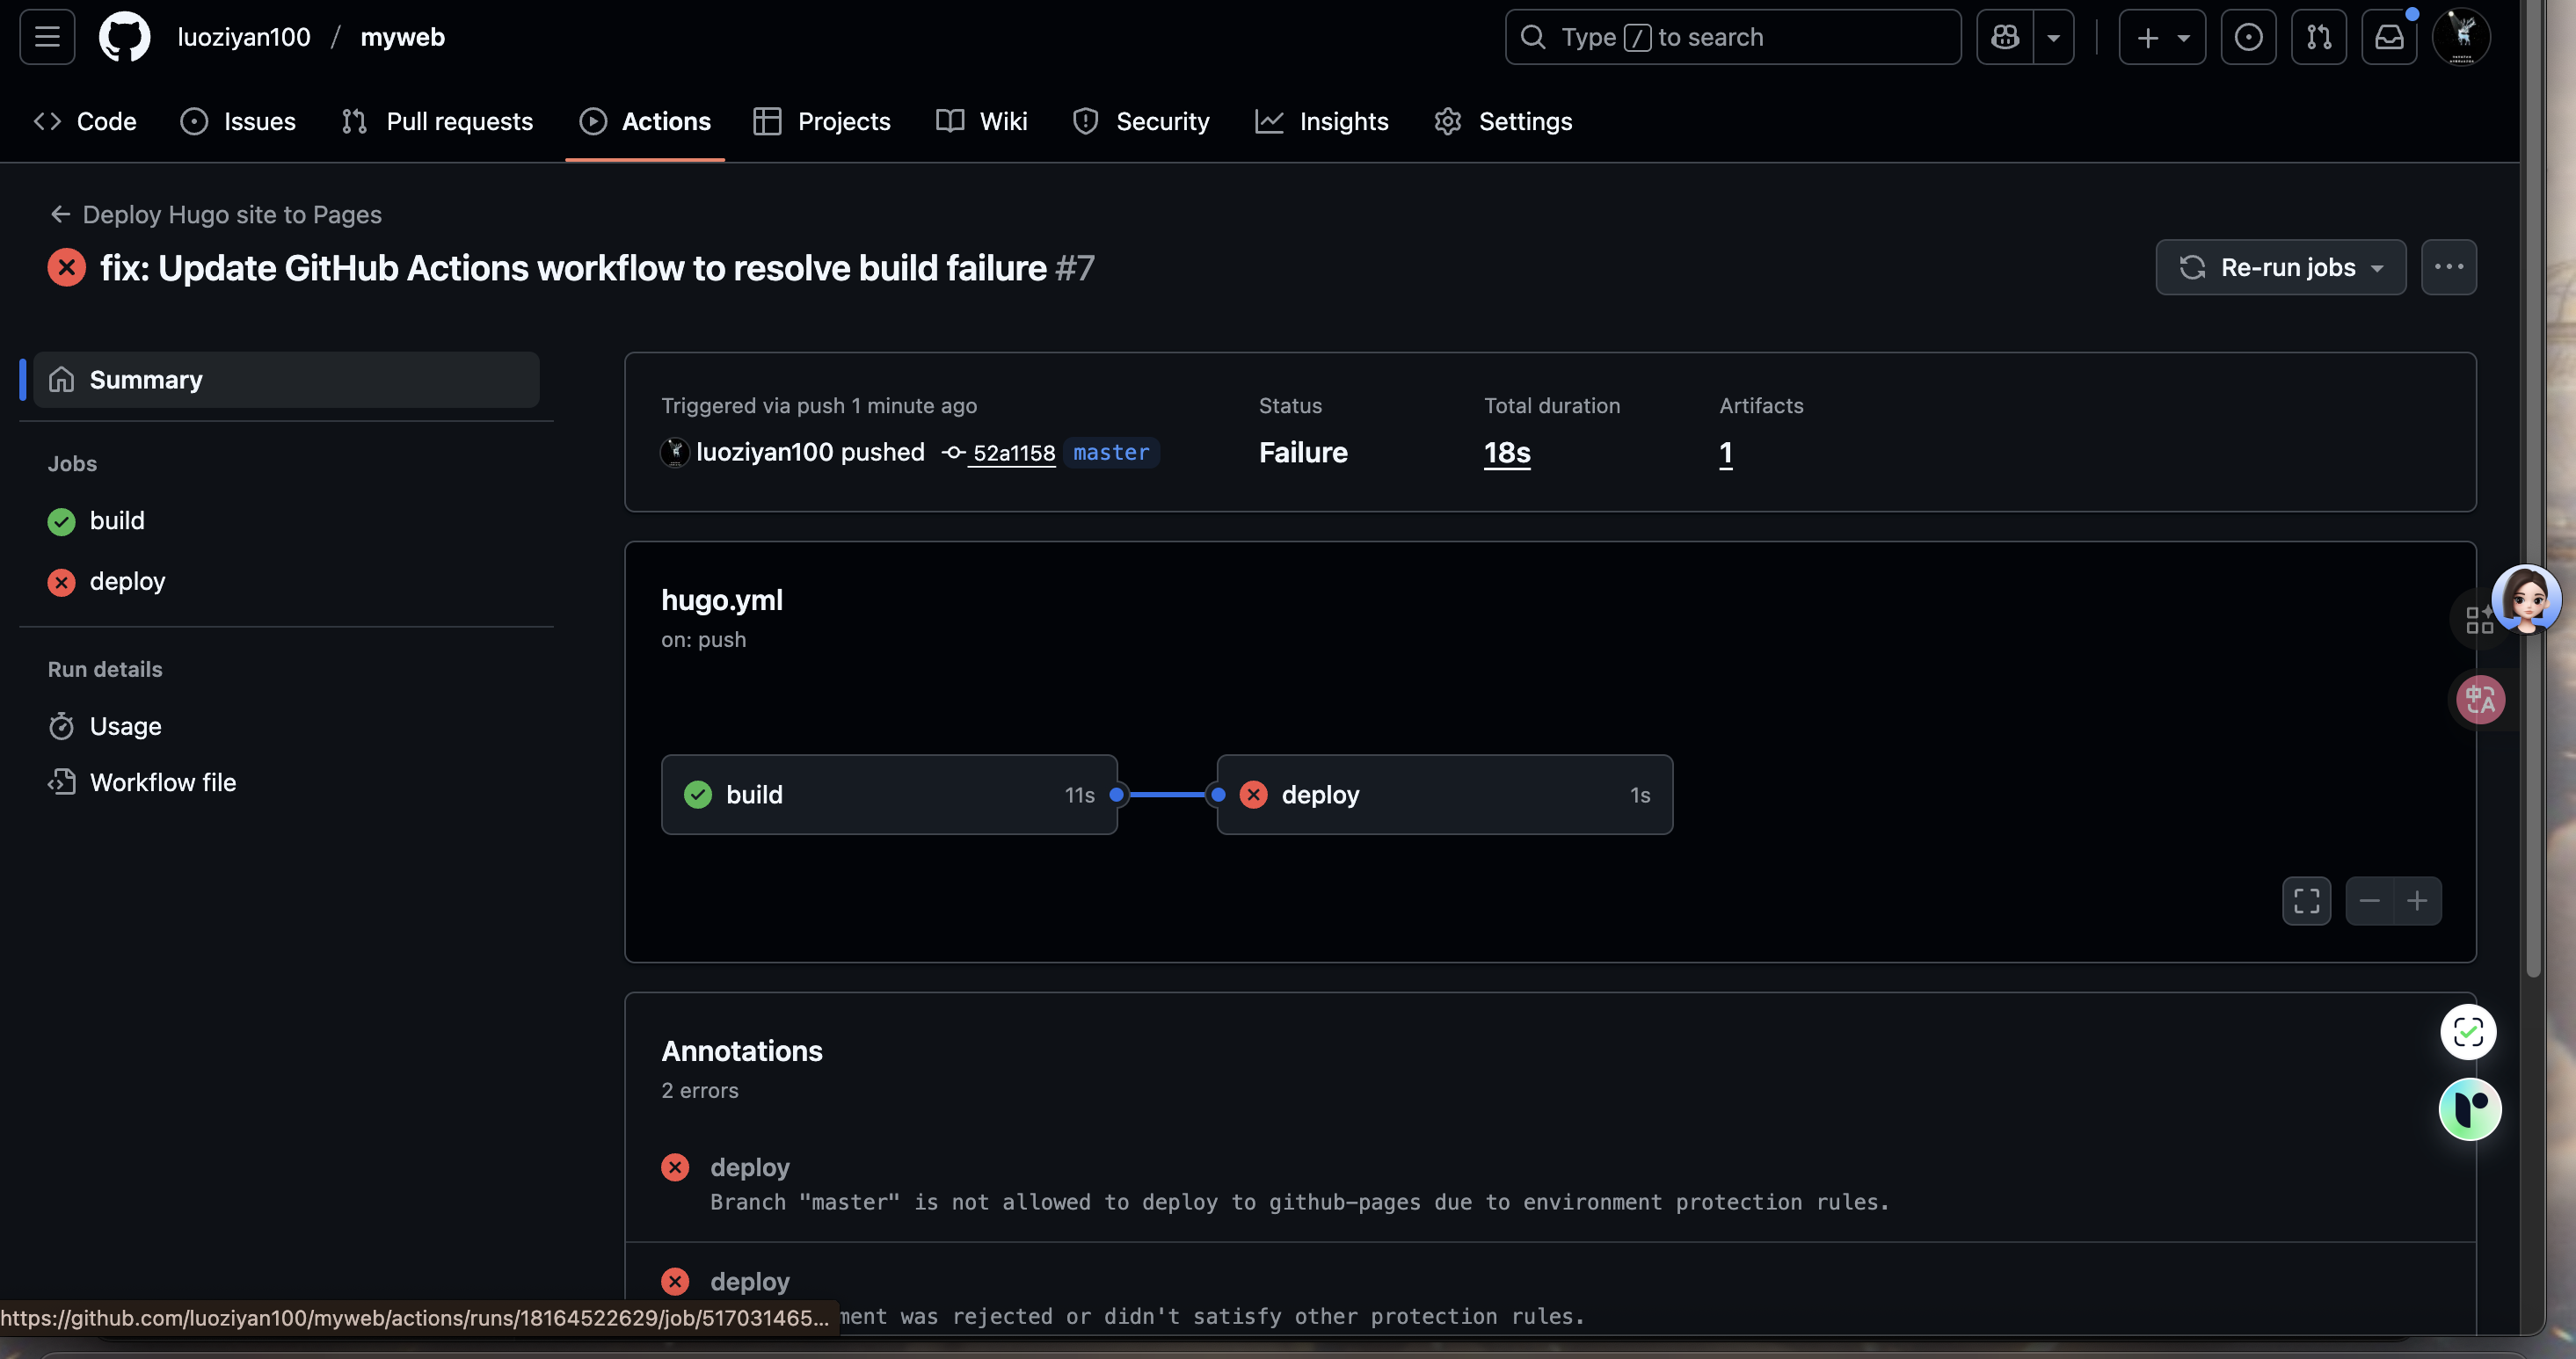 luoziyan100 / myweb
Type / to search
Code Issues Pull requests Actions Projects Wiki Security Insights Settings
Deploy Hugo site to Pages
fix: Update GitHub Actions workflow to resolve build failure #7
Re-run jobs
Summary
Jobs
build
deploy
Run details
Usage
Workflow file
Triggered via push 1 minute ago
luoziyan100 pushed 52a1158 master
Status
Failure
Total duration
18s
Artifacts
1
hugo.yml
on: push
build 11s
deploy 1s
Annotations
2 errors
deploy
Branch "master" is not allowed to deploy to github-pages due to environment protection rules.
deploy
ment was rejected or didn't satisfy other protection rules.
https://github.com/luoziyan100/myweb/actions/runs/18164522629/job/517031465...
中A